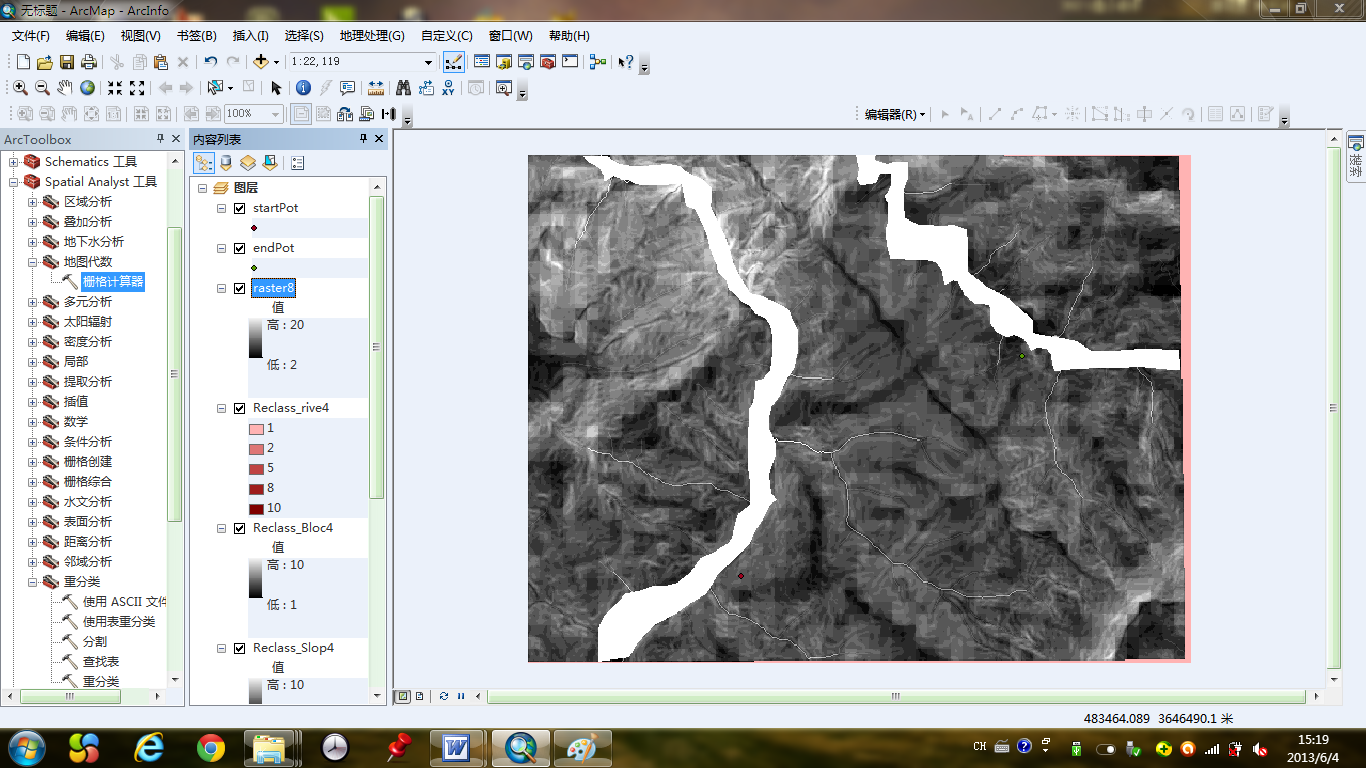 无标题 - ArcMap - ArcInfo
文件(F) 编辑(E) 视图(V) 书签(B) 插入(I) 选择(S) 地理处理(G) 自定义(C) 窗口(W) 帮助(H)
1:22,119
100%
编辑器(R)
ArcToolbox
Schematics 工具
Spatial Analyst 工具
区域分析
叠加分析
地下水分析
地图代数
栅格计算器
多元分析
太阳辐射
密度分析
局部
提取分析
插值
数学
条件分析
栅格创建
栅格综合
水文分析
表面分析
距离分析
邻域分析
重分类
使用 ASCII 文件
使用表重分类
分割
查找表
重分类
内容列表
图层
startPot
endPot
raster8
值
高 : 20
低 : 2
Reclass_rive4
1
2
5
8
10
Reclass_Bloc4
值
高 : 10
低 : 1
Reclass_Slop4
值
高 : 10
483464.089 3646490.1 米
CH
15:19
2013/6/4